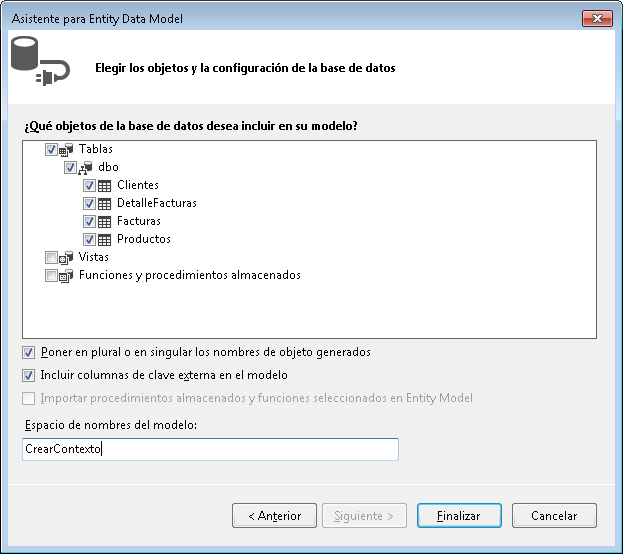 Asistente para Entity Data Model
Elegir los objetos y la configuración de la base de datos
¿Qué objetos de la base de datos desea incluir en su modelo?
Tablas
dbo
Clientes
DetalleFacturas
Facturas
Productos
Vistas
Funciones y procedimientos almacenados
Poner en plural o en singular los nombres de objeto generados
Incluir columnas de clave externa en el modelo
Importar procedimientos almacenados y funciones seleccionados en Entity Model
Espacio de nombres del modelo:
CrearContexto
< Anterior Siguiente > Finalizar Cancelar